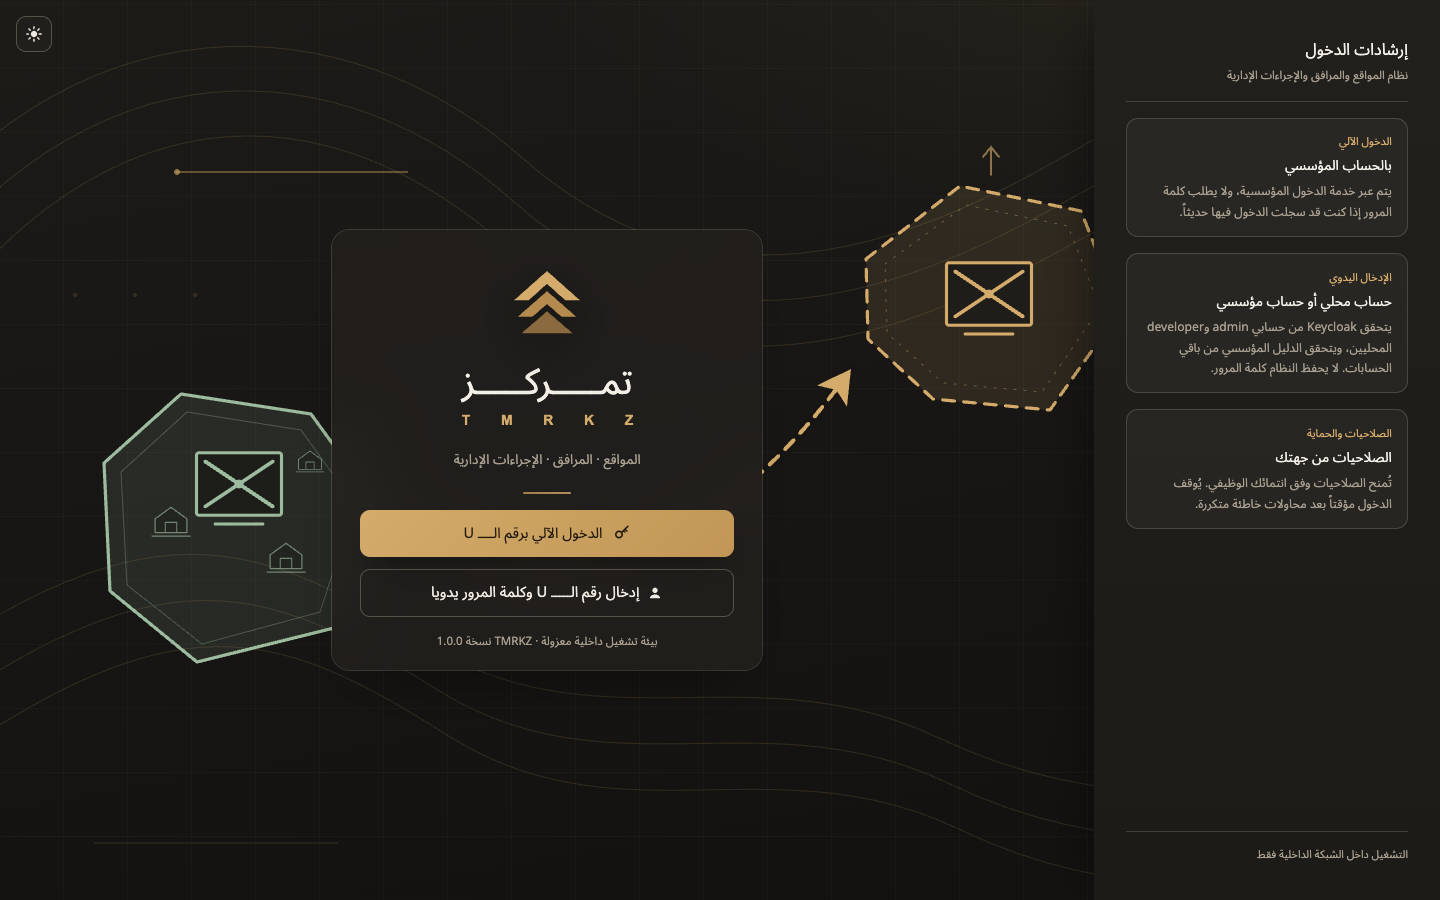 إرشادات الدخول
نظام المواقع والمرافق والإجراءات الإدارية
الدخول الآلي
بالحساب المؤسسي
يتم عبر خدمة الدخول المؤسسية، ولا يطلب كلمة
المرور إذا كنت قد سجلت الدخول فيها حديثاً.
الإدخال اليدوي
حساب محلي أو حساب مؤسسي
يتحقق Keycloak من حسابي admin وdeveloper
المحليين، ويتحقق الدليل المؤسسي من باقي
الحسابات. لا يحفظ النظام كلمة المرور.
الصلاحيات والحماية
الصلاحيات من جهتك
تُمنح الصلاحيات وفق انتمائك الوظيفي. يُوقف
الدخول مؤقتاً بعد محاولات خاطئة متكررة.
التشغيل داخل الشبكة الداخلية فقط
تمـــركـــز
T M R K Z
المواقع · المرافق · الإجراءات الإدارية
الدخول الآلي برقم الـــ U
إدخال رقم الـــ U وكلمة المرور يدويا
بيئة تشغيل داخلية معزولة · TMRKZ نسخة 1.0.0